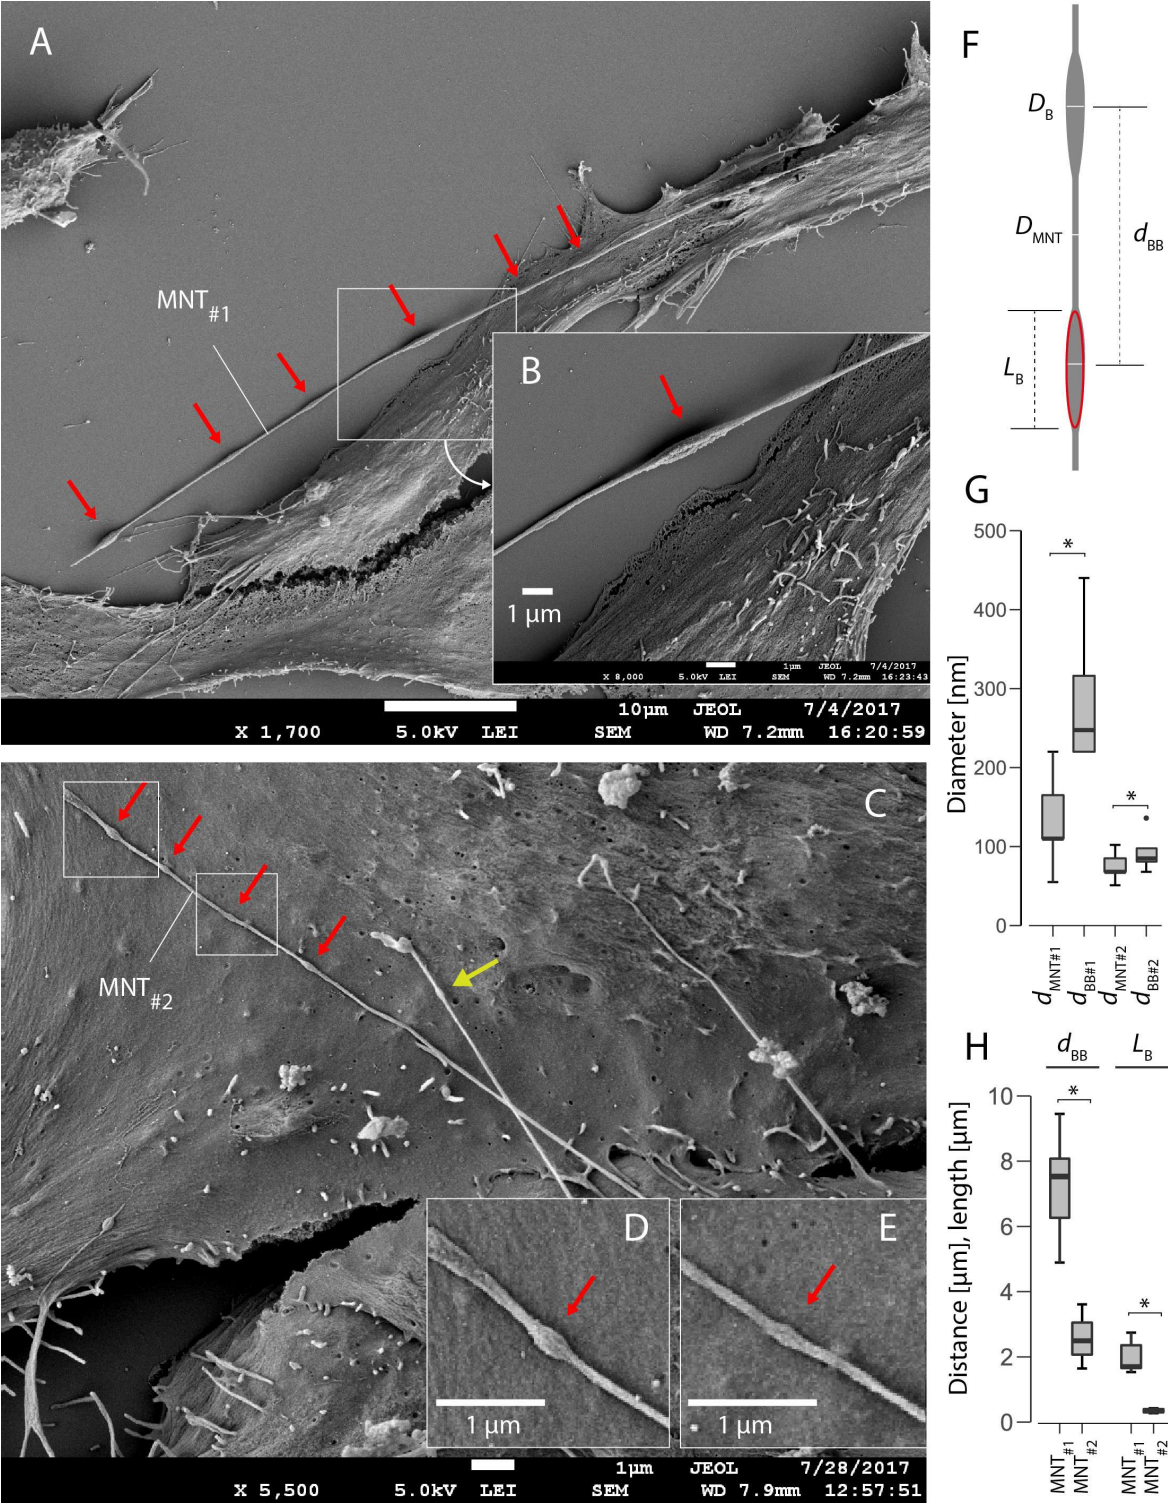 A
MNT#1
B
1 µm
1µm JEOL 7/4/2017
X 8,000 5.0kV LEI SEM WD 7.2mm 16:23:43
10µm JEOL 7/4/2017
X 1,700 5.0kV LEI SEM WD 7.2mm 16:20:59
C
MNT#2
D
1 µm
E
1 µm
1µm JEOL 7/28/2017
X 5,500 5.0kV LEI SEM WD 7.9mm 12:57:51
F
DB
DMNT
dBB
LB
G
Diameter [nm]
500
400
300
200
100
0
*
*
dMNT#1
dBB#1
dMNT#2
dBB#2
H
dBB LB
Distance [µm], length [µm]
10
8
6
4
2
0
*
*
MNT#1
MNT#2
MNT#1
MNT#2